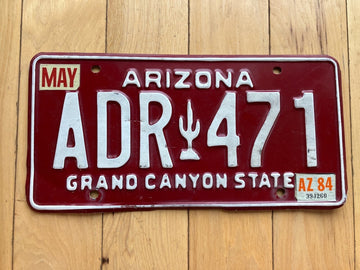 MAY
ARIZONA
ADR 471
GRAND CANYON STATE
AZ 84